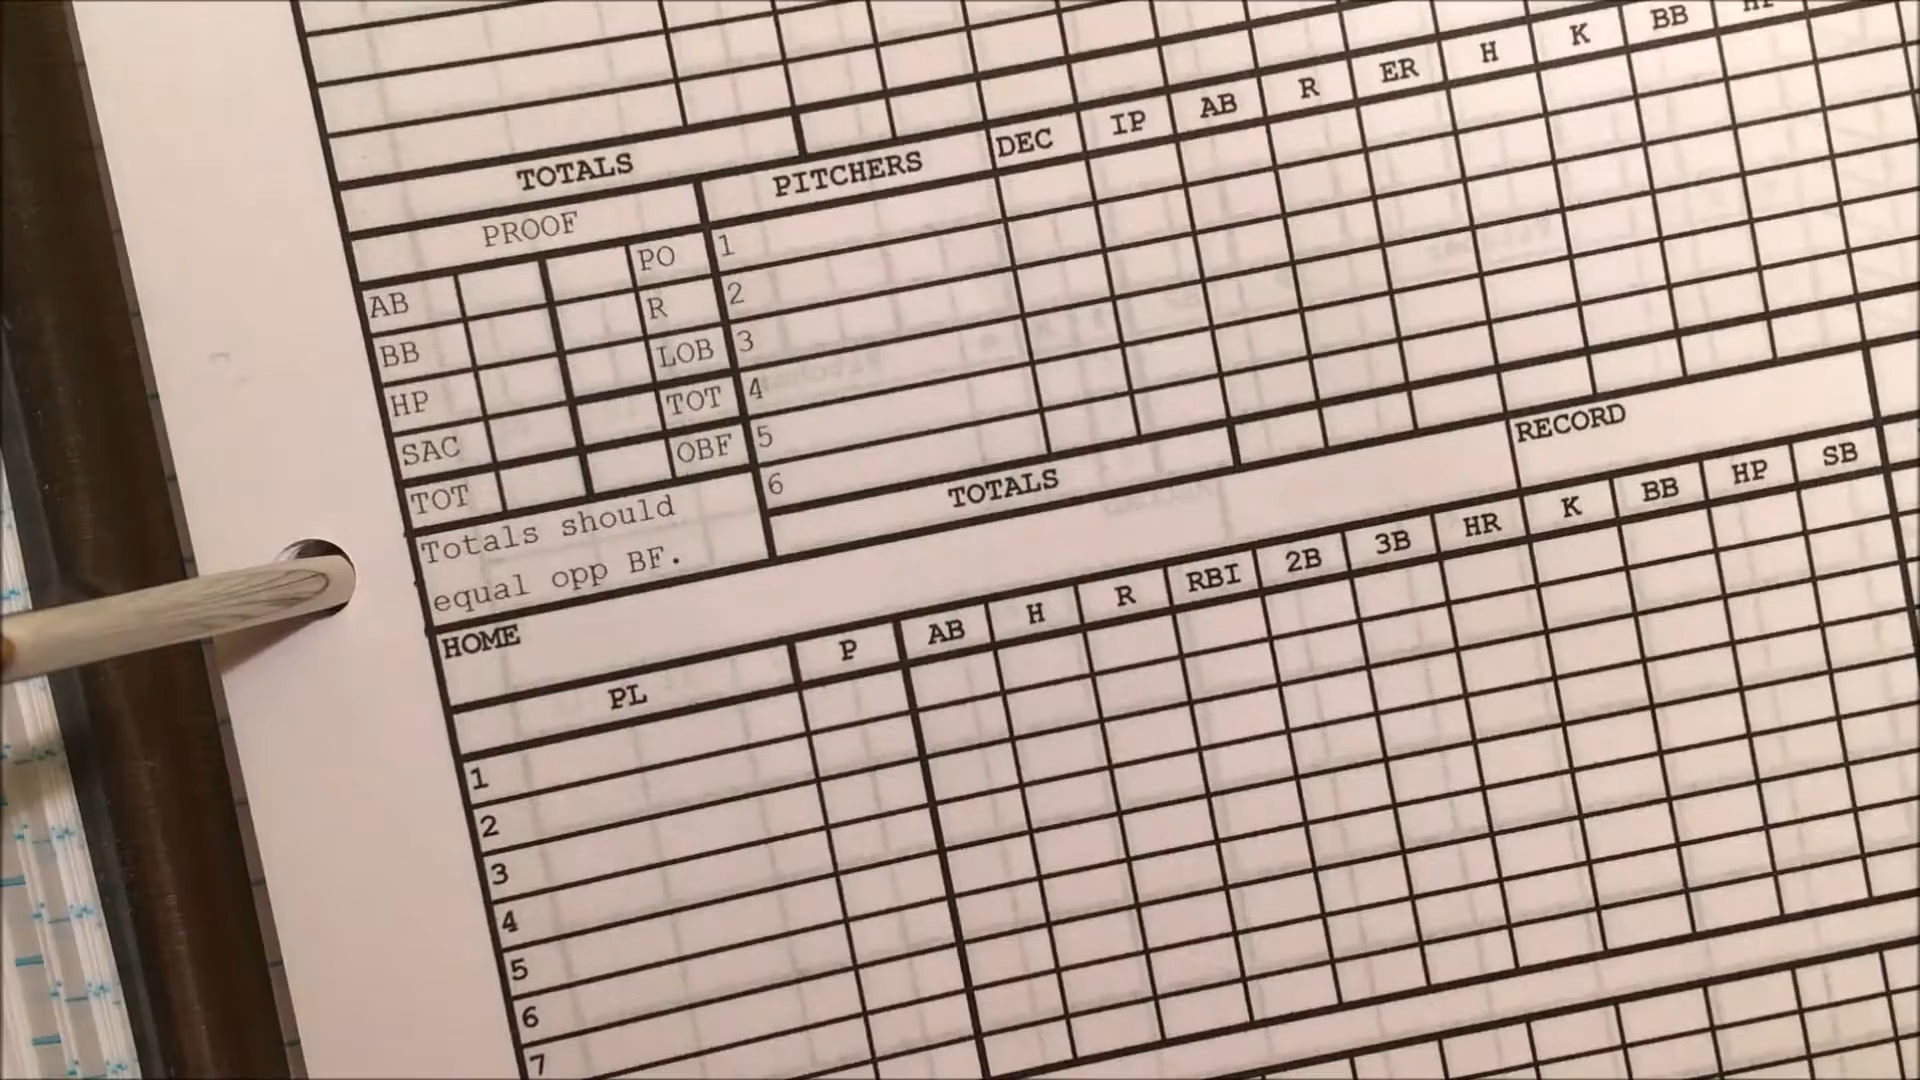 TOTALS
PITCHERS DEC IP AB R ER H K BB
PROOF
1
2
3
4
5
6
AB PO
BB R
HP LOB
SAC TOT
TOT OBF
Totals should
equal opp BF.
TOTALS
RECORD
HOME
PL P AB H R RBI 2B 3B HR K BB HP SB
1
2
3
4
5
6
7